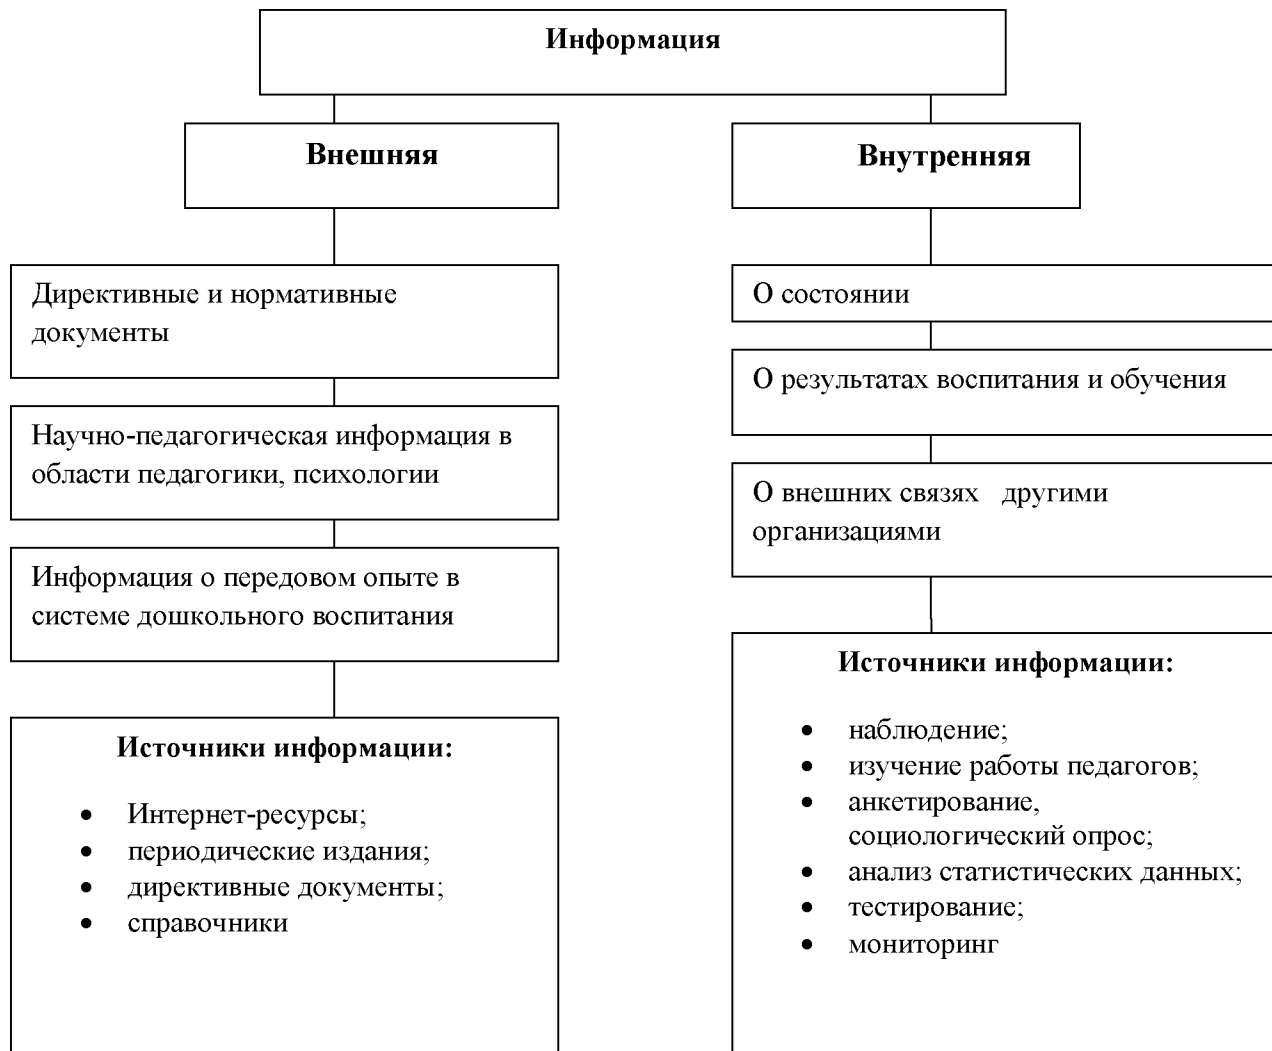 Информация
Внешняя
Директивные и нормативные
документы
Научно-педагогическая информация в
области педагогики, психологии
Информация о передовом опыте в
системе дошкольного воспитания
Источники информации:
• Интернет-ресурсы;
• периодические издания;
• директивные документы;
• справочники
Внутренняя
О состоянии
О результатах воспитания и обучения
О внешних связях другими
организациями
Источники информации:
• наблюдение;
• изучение работы педагогов;
• анкетирование,
социологический опрос;
• анализ статистических данных;
• тестирование;
• мониторинг